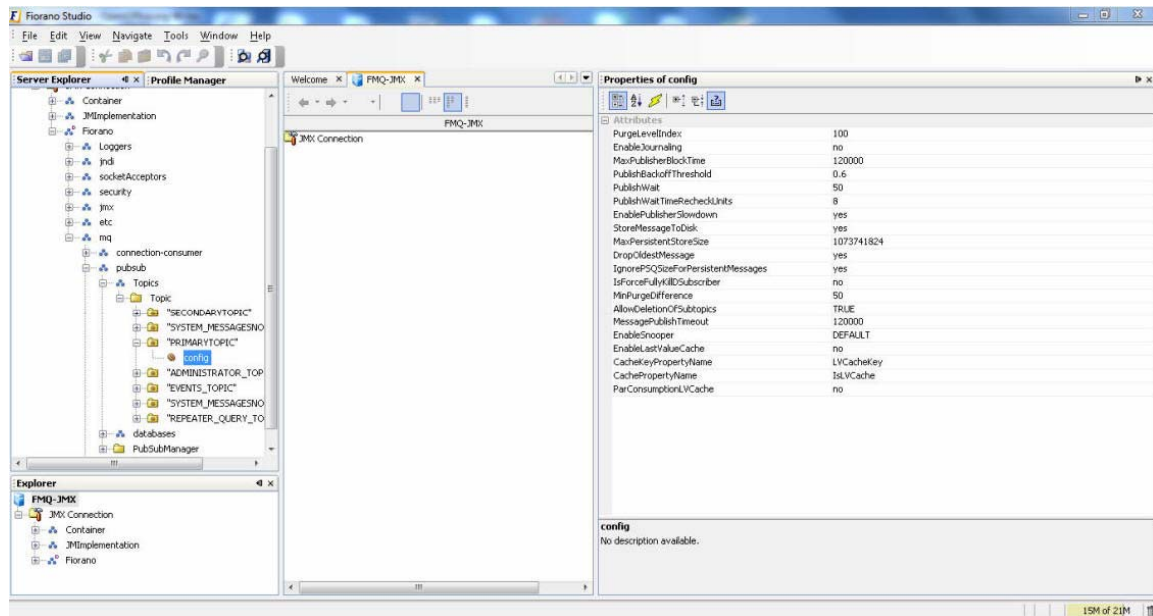 Fiorano Studio
File Edit View Navigate Tools Window Help
Server Explorer
Profile Manager
Container
JMImplementation
Fiorano
Loggers
jndi
socketAcceptors
security
jmx
etc
mq
connection-consumer
pubsub
Topics
Topic
"SECONDARYTOPIC"
"SYSTEM_MESSAGESNO
"PRIMARYTOPIC"
config
"ADMINISTRATOR_TOP
"EVENTS_TOPIC"
"SYSTEM_MESSAGESNO
"REPEATER_QUERY_TO
databases
PubSubManager
Explorer
FMQ-JMX
JMX Connection
Container
JMImplementation
Fiorano
Welcome
FMQ-JMX
FMQ-JMX
JMX Connection
Properties of config
Attributes
PurgeLevelIndex 100
EnableJournaling no
MaxPublisherBlockTime 120000
PublishBackoffThreshold 0.6
PublishWait 50
PublishWaitTimeRecheckUnits 8
EnablePublisherSlowdown yes
StoreMessageToDisk yes
MaxPersistentStoreSize 1073741824
DropOldestMessage yes
IgnorePSQSizeForPersistentMessages yes
IsForceFullyKillDSubscriber no
MinPurgeDifference 50
AllowDeletionOfSubtopics TRUE
MessagePublishTimeout 120000
EnableSnooper DEFAULT
EnableLastValueCache no
CacheKeyPropertyName LVCacheKey
CachePropertyName IsLVCache
ParConsumptionLVCache no
config
No description available.
15M of 21M